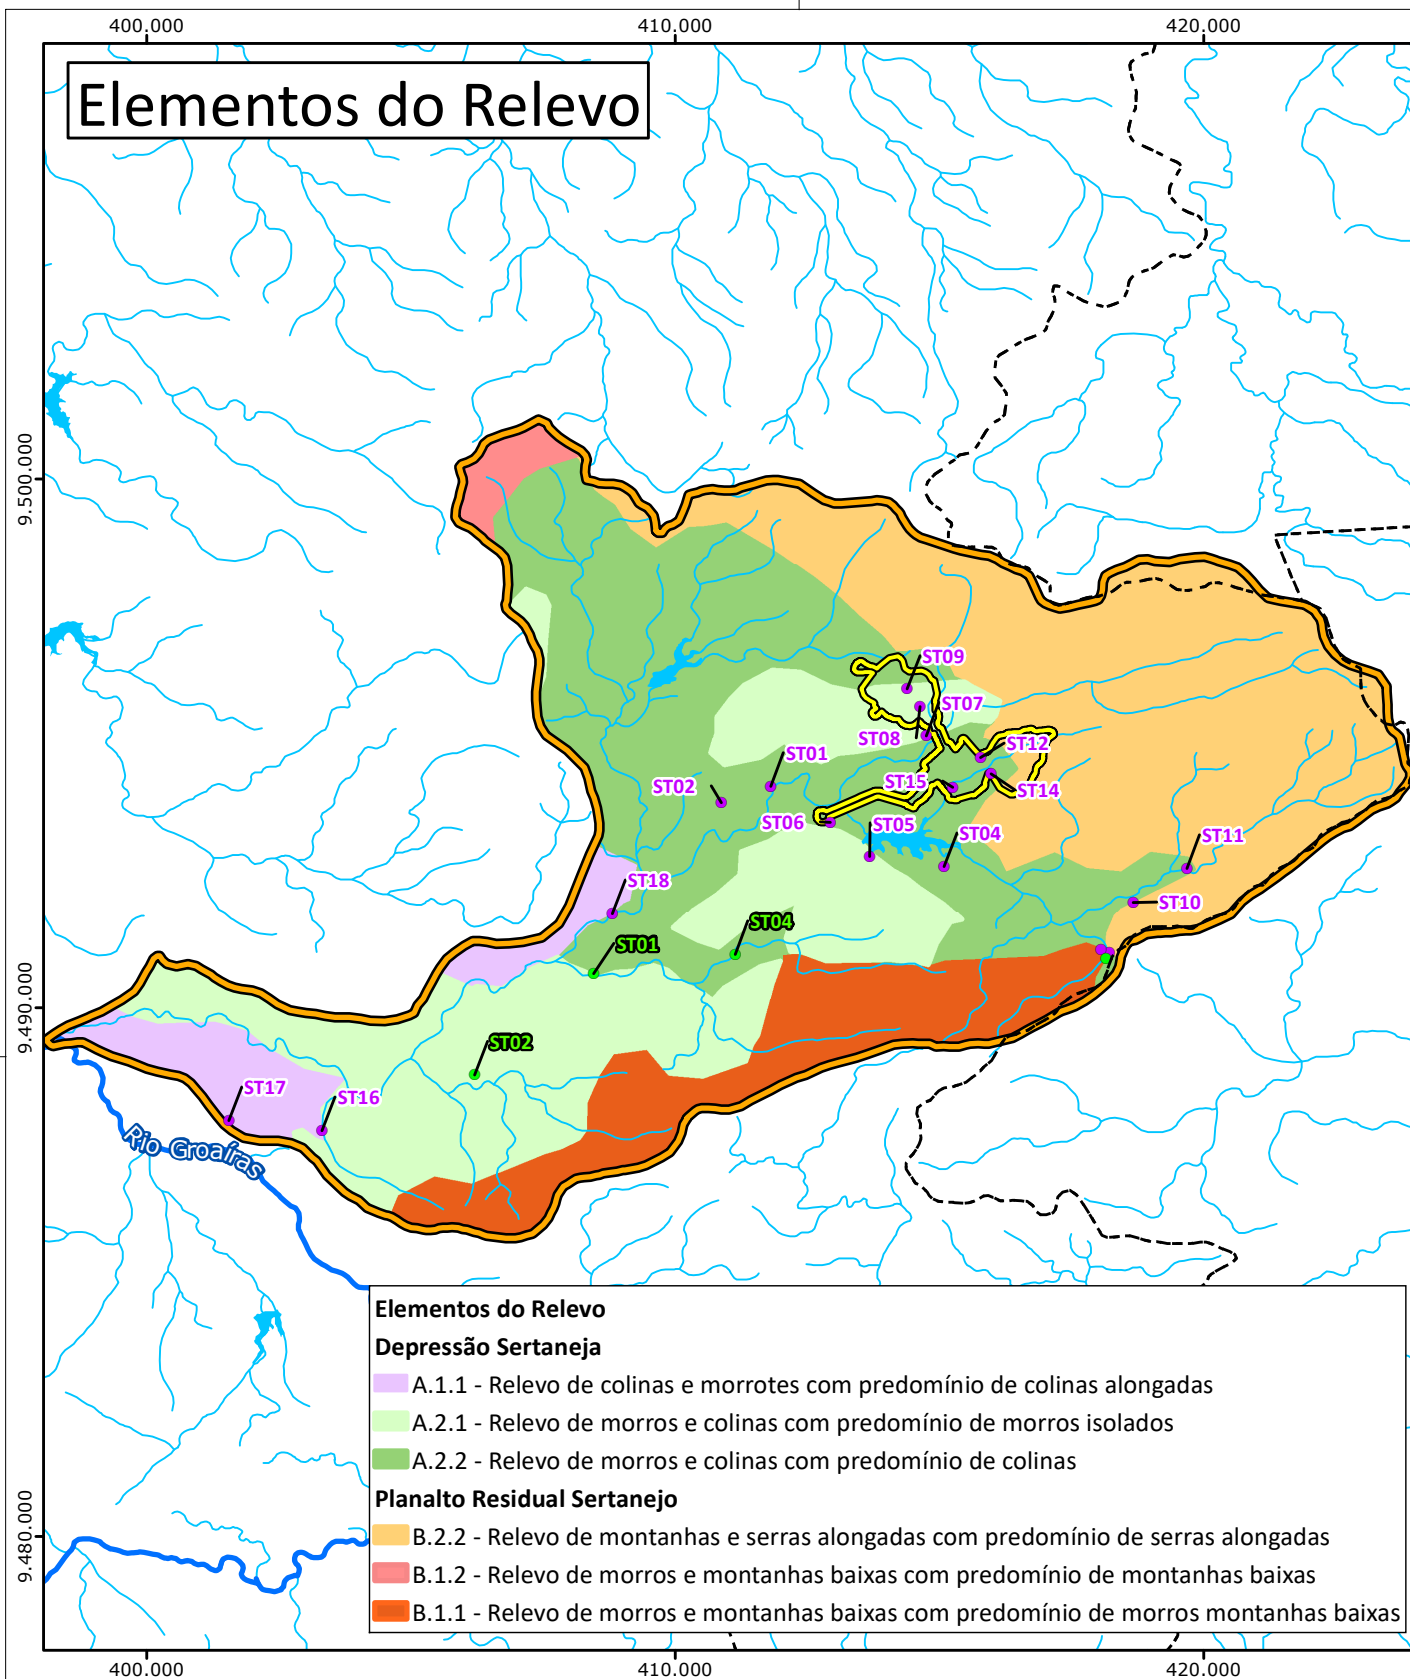 400.000
410.000
420.000
Elementos do Relevo
9.500.000
ST09
ST07
ST08
ST12
ST01
ST02
ST15
ST14
ST06
ST05
ST04
ST11
ST18
ST10
ST04
ST01
9.490.000
ST02
ST17
ST16
Rio Groaíras
Elementos do Relevo
Depressão Sertaneja
A.1.1 - Relevo de colinas e morrotes com predomínio de colinas alongadas
A.2.1 - Relevo de morros e colinas com predomínio de morros isolados
A.2.2 - Relevo de morros e colinas com predomínio de colinas
Planalto Residual Sertanejo
B.2.2 - Relevo de montanhas e serras alongadas com predomínio de serras alongadas
B.1.2 - Relevo de morros e montanhas baixas com predomínio de montanhas baixas
B.1.1 - Relevo de morros e montanhas baixas com predomínio de morros montanhas baixas
9.480.000
400.000
410.000
420.000